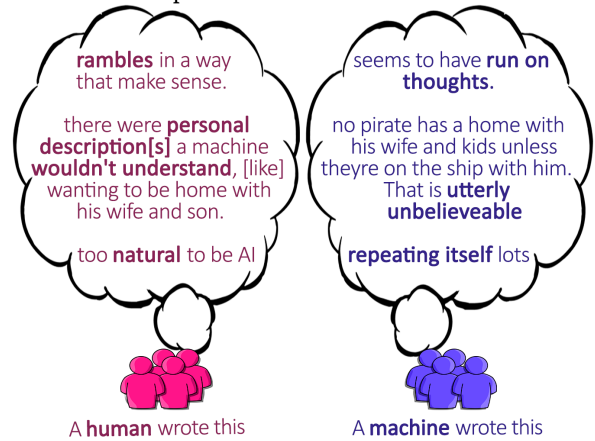 rambles in a way
that make sense.
there were personal
description[s] a machine
wouldn't understand, [like]
wanting to be home with
his wife and son.
too natural to be AI
A human wrote this
seems to have run on
thoughts.
no pirate has a home with
his wife and kids unless
theyre on the ship with him.
That is utterly
unbelieveable
repeating itself lots
A machine wrote this